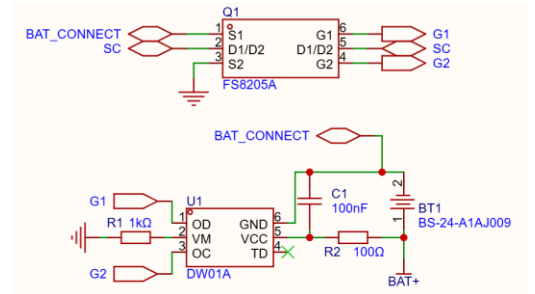 Q1
BAT_CONNECT 1 S1 G1 6 G1
SC 2 D1/D2 D1/D2 5 SC
3 S2 G2 4 G2
FS8205A
BAT_CONNECT
G1 U1 C1 2
R1 1kΩ 1 OD GND 6 100nF BT1
2 VM VCC 5 1 BS-24-A1AJ009
G2 3 OC TD 4 R2 100Ω
DW01A BAT+